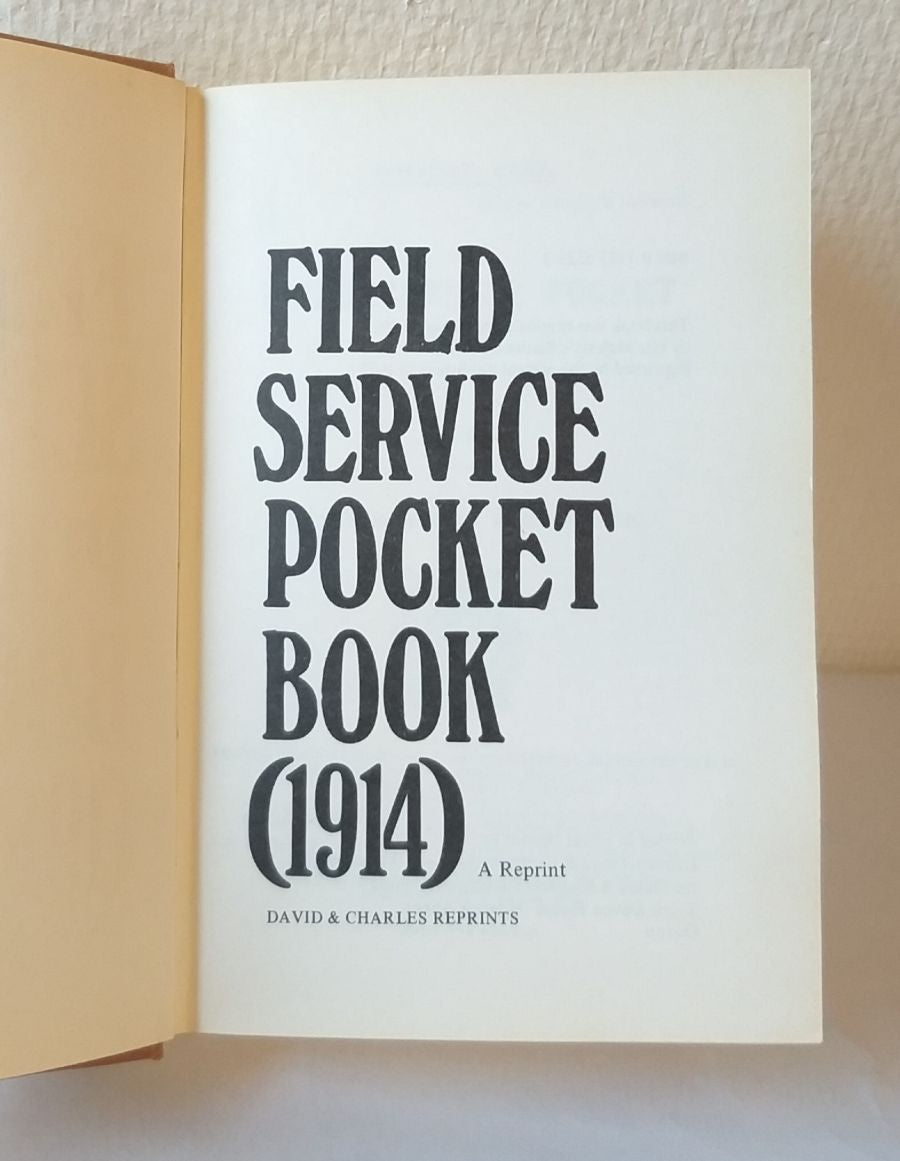 FIELD
SERVICE
POCKET
BOOK
(1914) A Reprint
DAVID & CHARLES REPRINTS